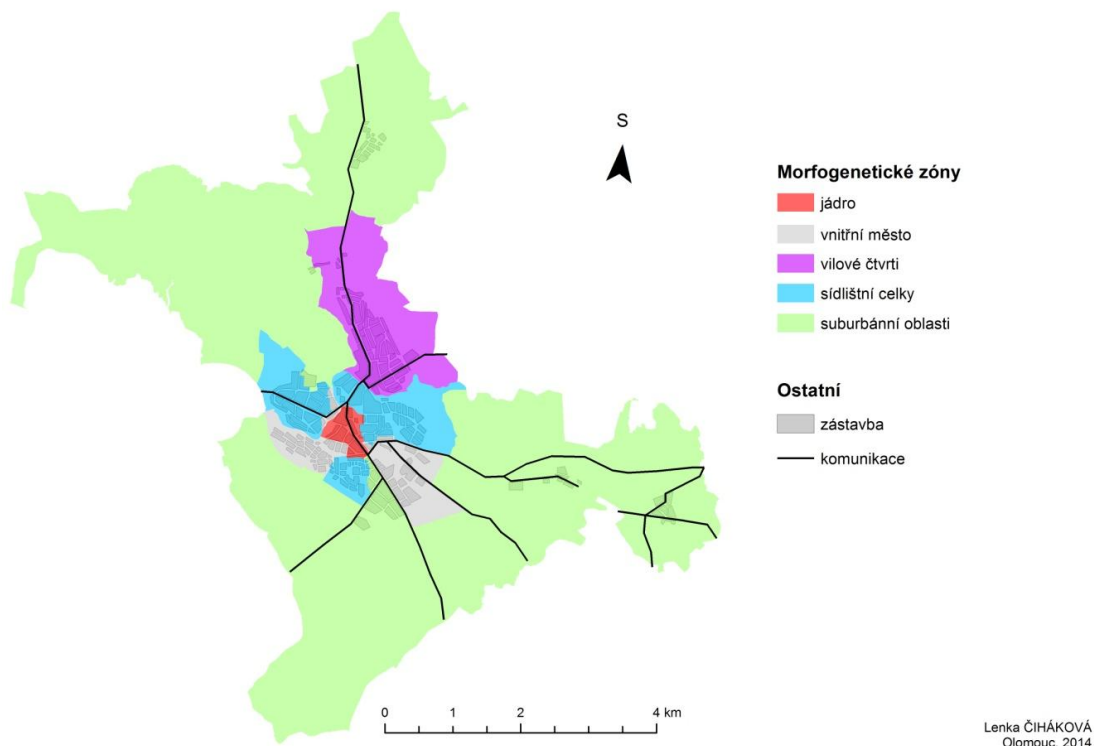 S
Morfogenetické zóny
jádro
vnitřní město
vilové čtvrti
sídlištní celky
suburbánní oblasti
Ostatní
zástavba
komunikace
0 1 2 4 km
Lenka ČIHÁKOVÁ
Olomouc, 2014